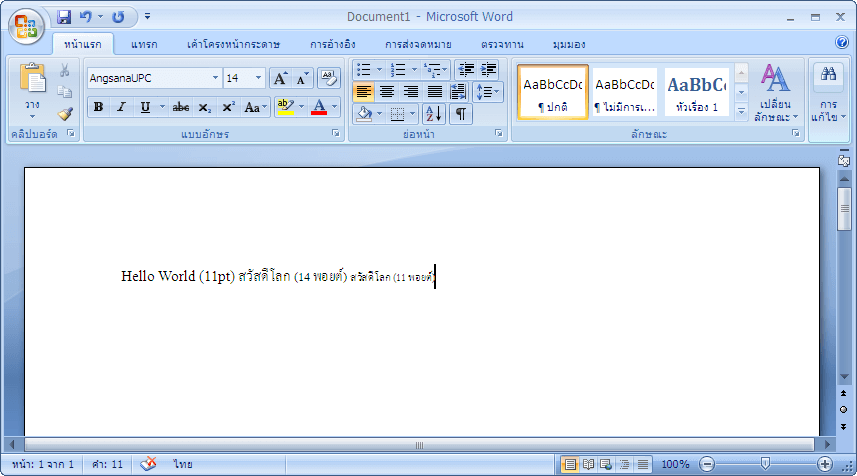 Document1 - Microsoft Word
หน้าแรก แทรก เค้าโครงหน้ากระดาษ การอ้างอิง การส่งจดหมาย ตรวจทาน มุมมอง
AngsanaUPC 14
วาง
B I U abc x₂ x² Aa ab A
คลิปบอร์ด แบบอักษร ย่อหน้า
AaBbCcDc AaBbCcDc AaBbCc
¶ ปกติ ¶ ไม่มีการเ... หัวเรื่อง 1
เปลี่ยน
ลักษณะ
การ
แก้ไข
ลักษณะ
Hello World (11pt) สวัสดีโลก (14 พอยต์) สวัสดีโลก (11 พอยต์)
หน้า: 1 จาก 1 คำ: 11 ไทย 100%